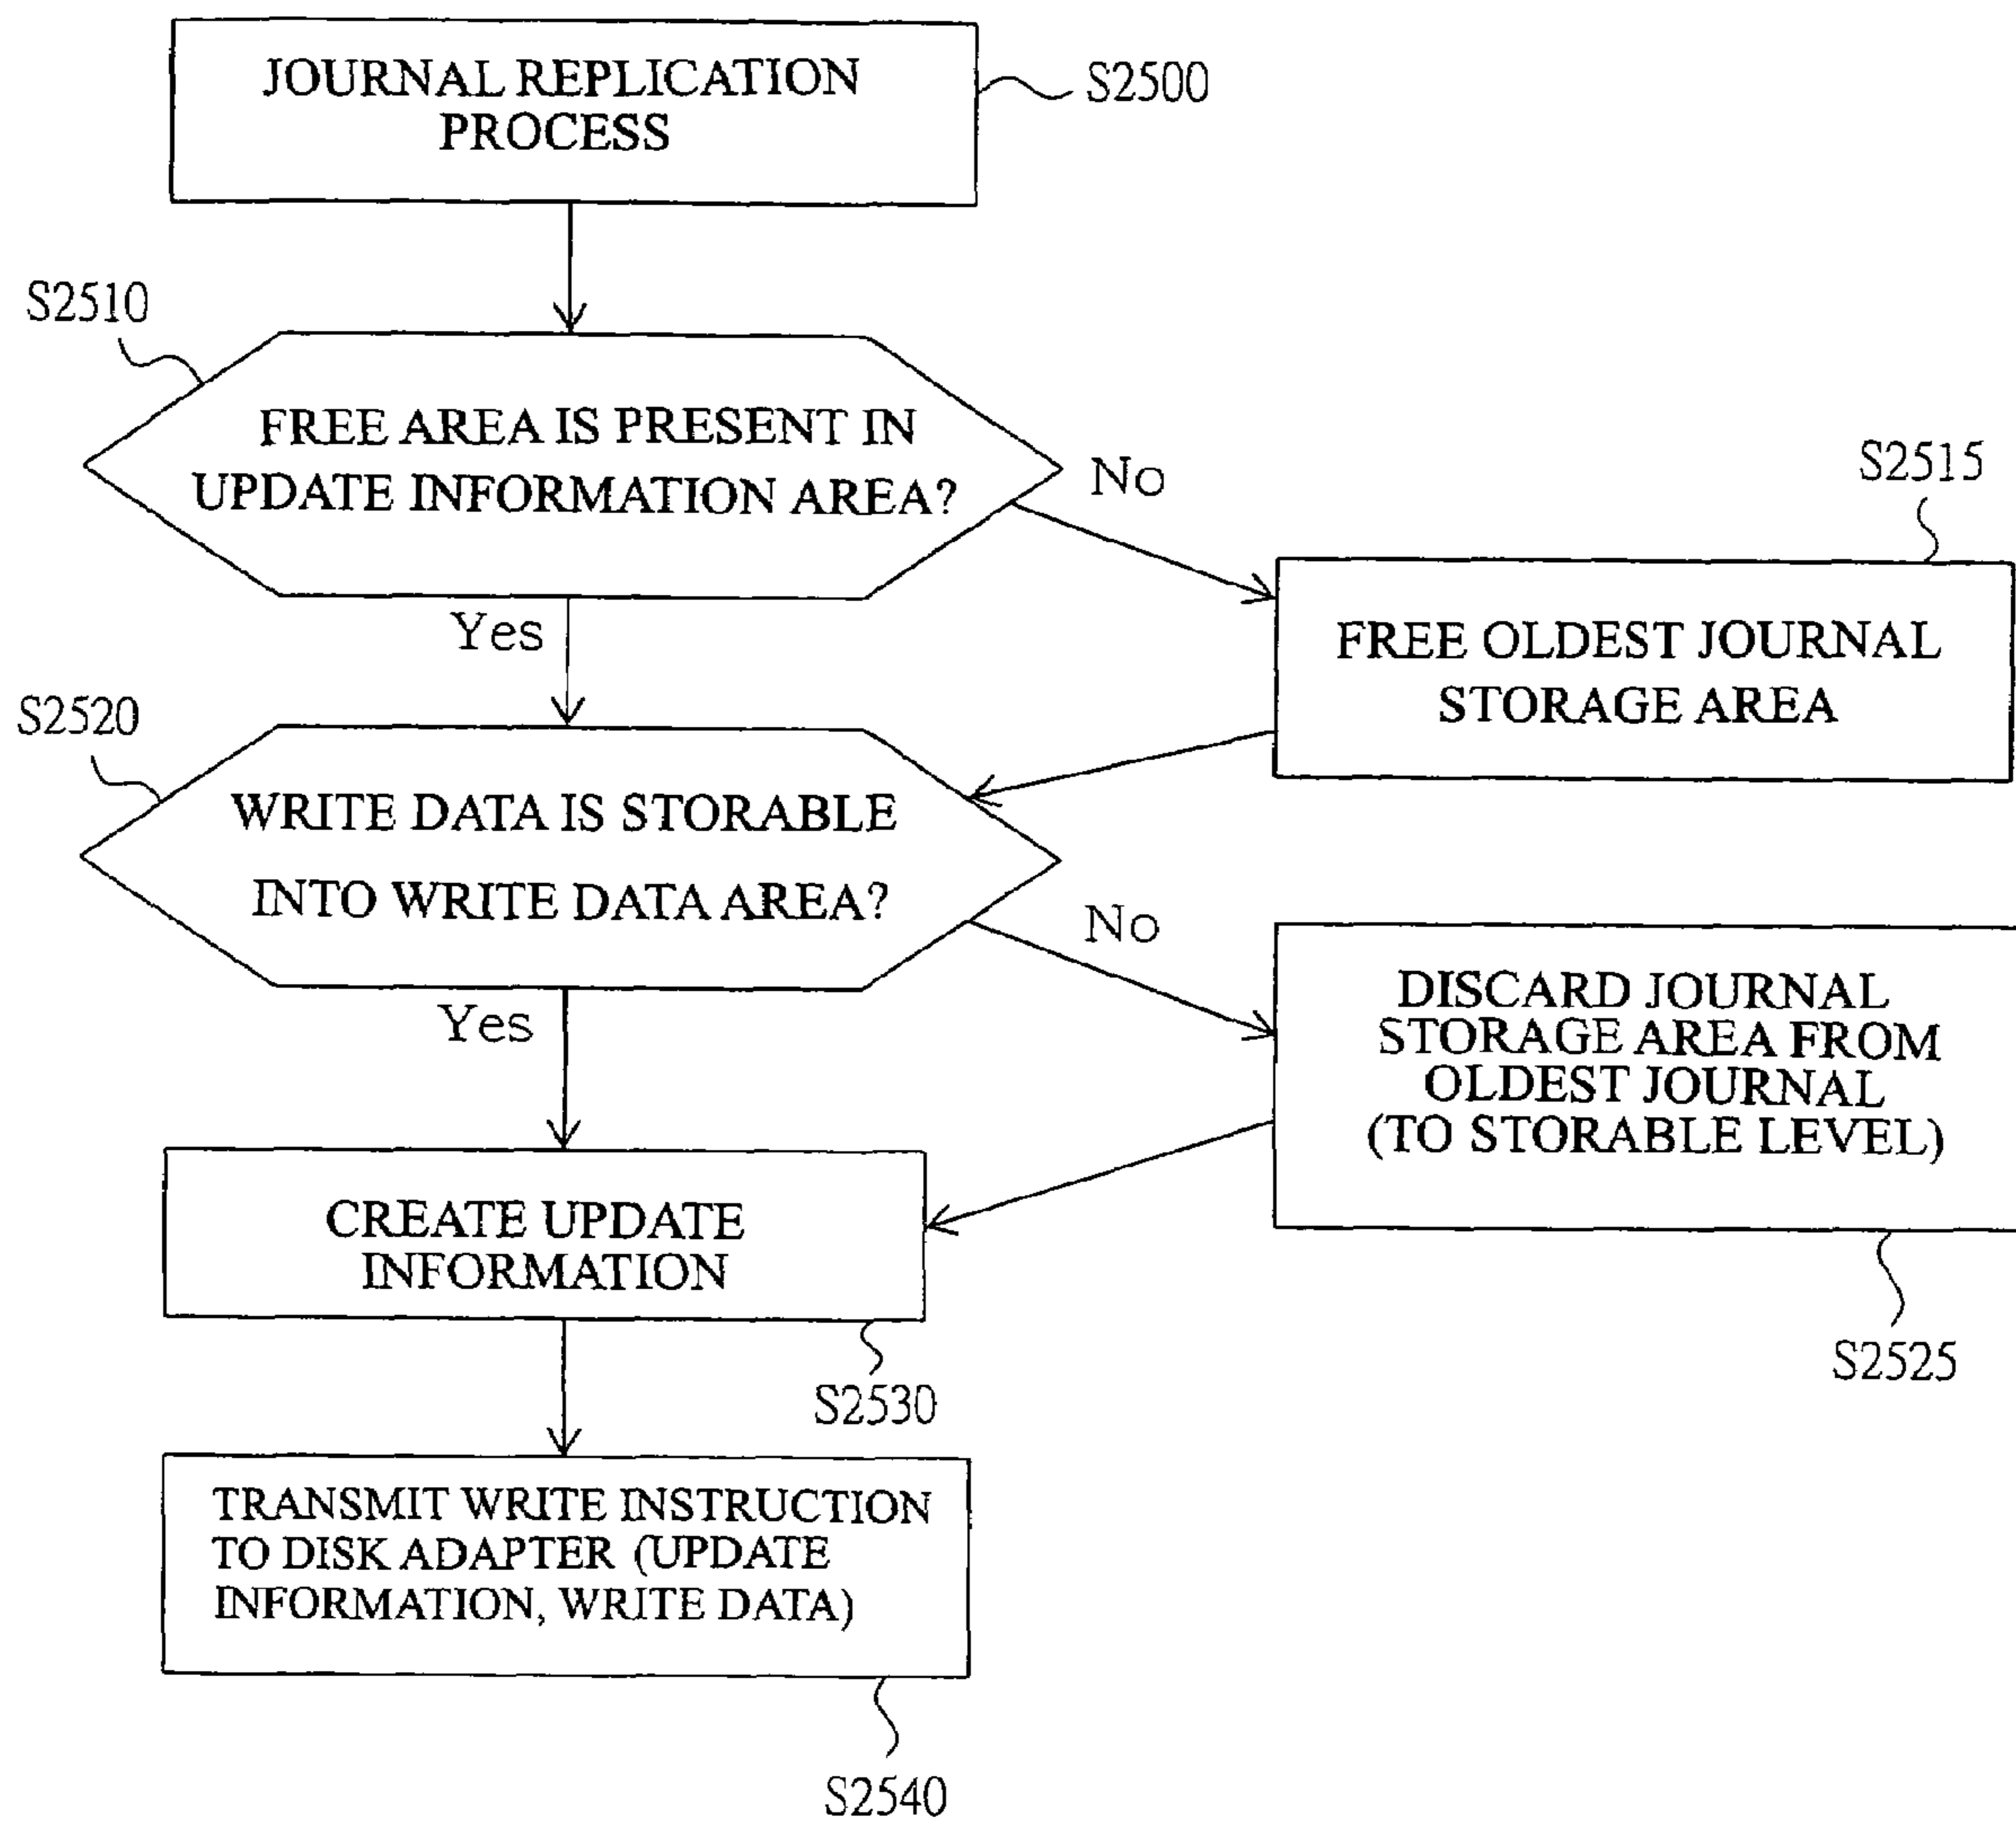 JOURNAL REPLICATION
PROCESS
S2500
S2510
FREE AREA IS PRESENT IN
UPDATE INFORMATION AREA?
No
S2515
Yes
FREE OLDEST JOURNAL
STORAGE AREA
S2520
WRITE DATA IS STORABLE
INTO WRITE DATA AREA?
No
Yes
DISCARD JOURNAL
STORAGE AREA FROM
OLDEST JOURNAL
(TO STORABLE LEVEL)
S2525
CREATE UPDATE
INFORMATION
S2530
TRANSMIT WRITE INSTRUCTION
TO DISK ADAPTER (UPDATE
INFORMATION, WRITE DATA)
S2540